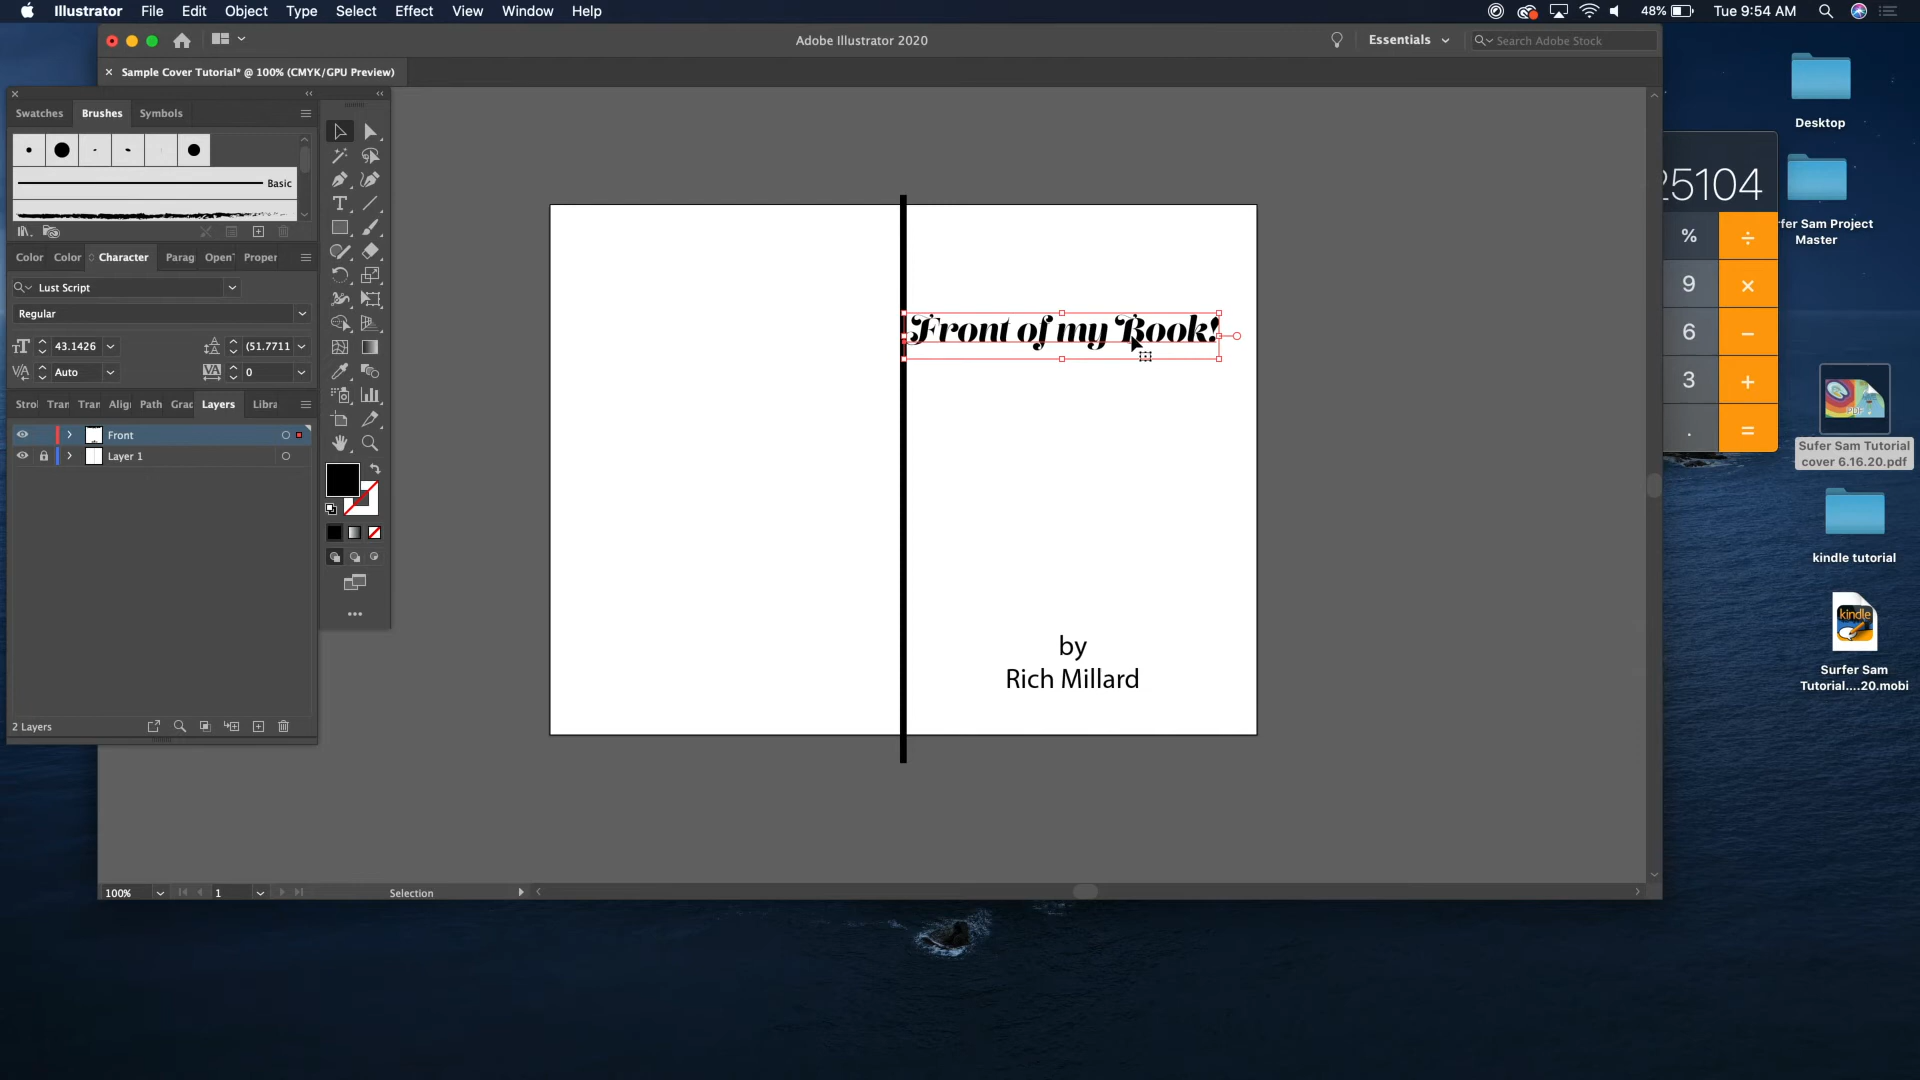 Illustrator File Edit Object Type Select Effect View Window Help
48% Tue 9:54 AM
Adobe Illustrator 2020
Essentials
Search Adobe Stock
× Sample Cover Tutorial* @ 100% (CMYK/GPU Preview)
Swatches Brushes Symbols
Basic
Color Color Character Parag Open Proper
Lust Script
Regular
43.1426 (51.7711
Auto 0
Strol Tran Tran Align Path Grac Layers Libra
Front
Layer 1
2 Layers
Front of my Book!
by
Rich Millard
100% 1 Selection
25104
% ÷
9 ×
6 −
3 +
. =
Desktop
rfer Sam Project
Master
PDF
Sufer Sam Tutorial
cover 6.16.20.pdf
kindle tutorial
kindle
Surfer Sam
Tutorial....20.mobi